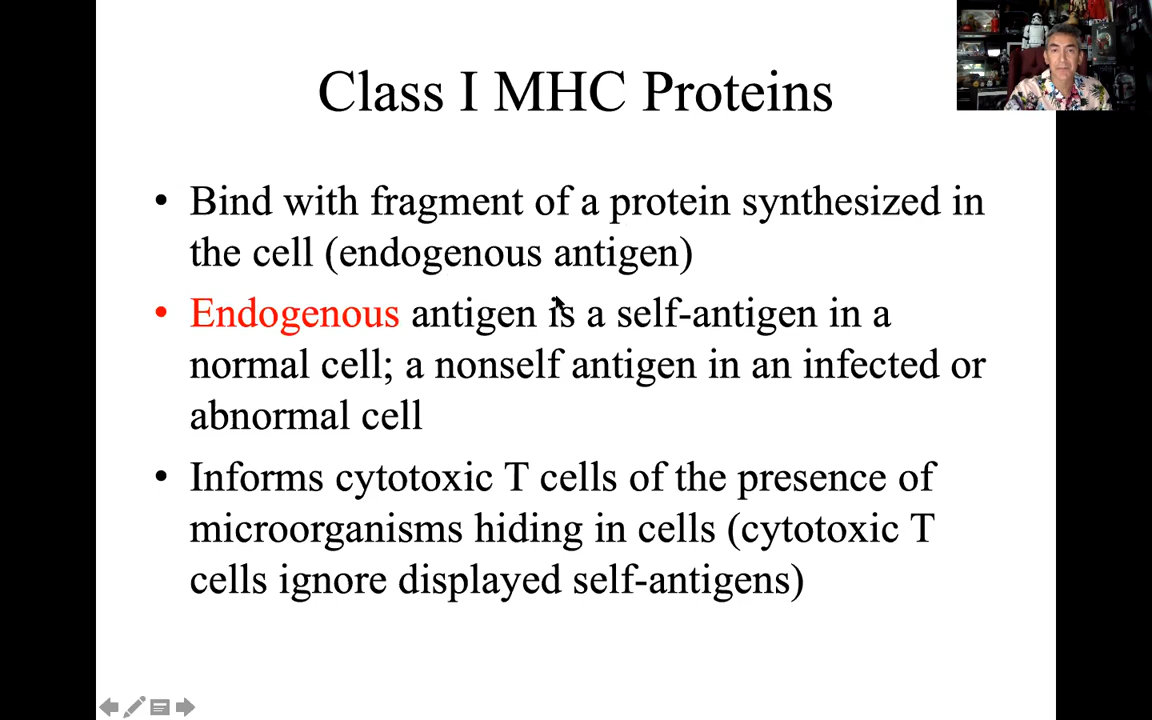 Class I MHC Proteins
• Bind with fragment of a protein synthesized in
the cell (endogenous antigen)
• Endogenous antigen is a self-antigen in a
normal cell; a nonself antigen in an infected or
abnormal cell
• Informs cytotoxic T cells of the presence of
microorganisms hiding in cells (cytotoxic T
cells ignore displayed self-antigens)